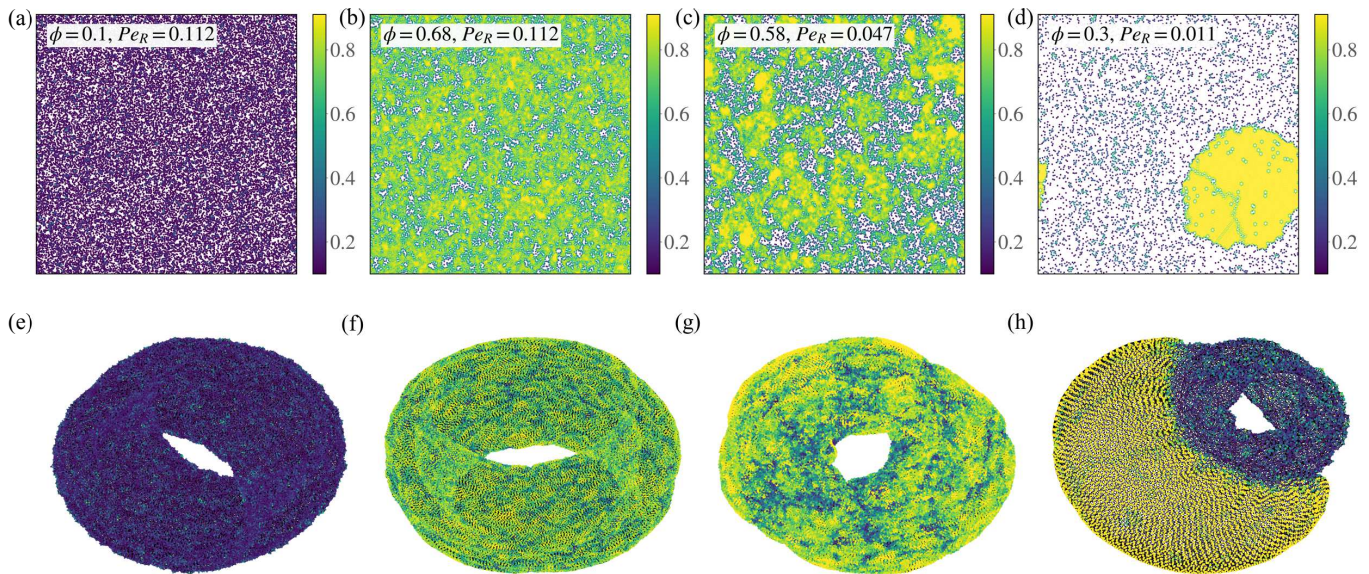 (a)
ϕ = 0.1, Pe_R = 0.112
0.8
0.6
0.4
0.2
(b)
ϕ = 0.68, Pe_R = 0.112
0.8
0.6
0.4
0.2
(c)
ϕ = 0.58, Pe_R = 0.047
0.8
0.6
0.4
0.2
(d)
ϕ = 0.3, Pe_R = 0.011
0.8
0.6
0.4
0.2
(e)
(f)
(g)
(h)